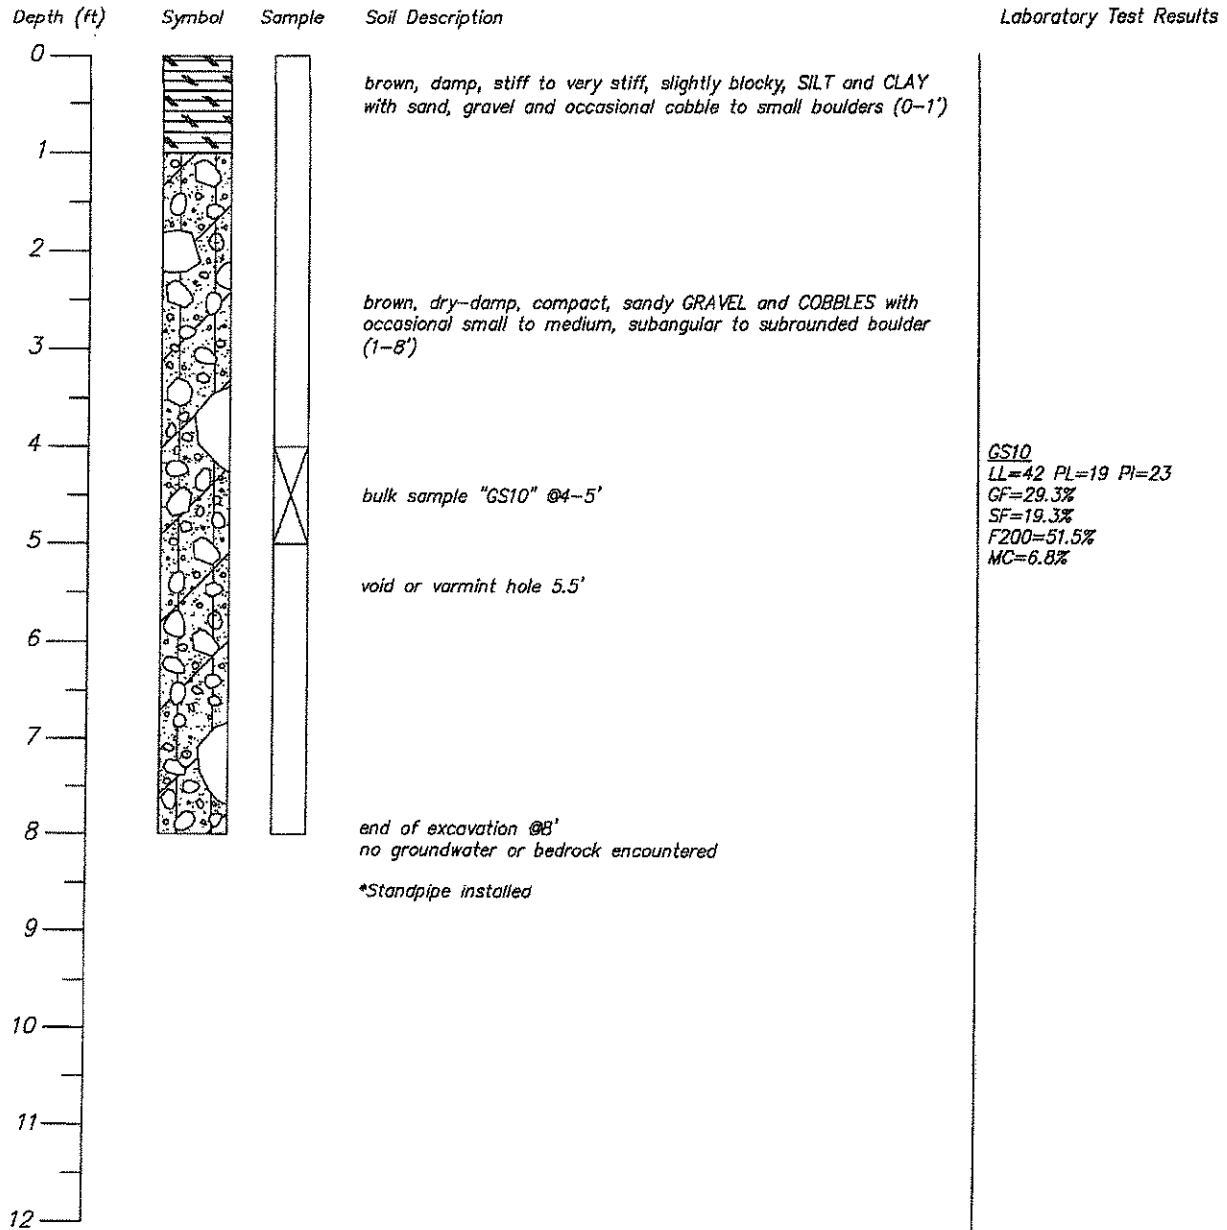 Depth (ft) Symbol Sample Soil Description Laboratory Test Results
0
brown, damp, stiff to very stiff, slightly blocky, SILT and CLAY
with sand, gravel and occasional cobble to small boulders (0-1')
1
2
brown, dry-damp, compact, sandy GRAVEL and COBBLES with
occasional small to medium, subangular to subrounded boulder
(1-8')
3
4
bulk sample "GS10" @4-5'
GS10
LL=42 PL=19 PI=23
GF=29.3%
SF=19.3%
F200=51.5%
MC=6.8%
5
void or varmint hole 5.5'
6
7
8
end of excavation @8'
no groundwater or bedrock encountered
*Standpipe installed
9
10
11
12